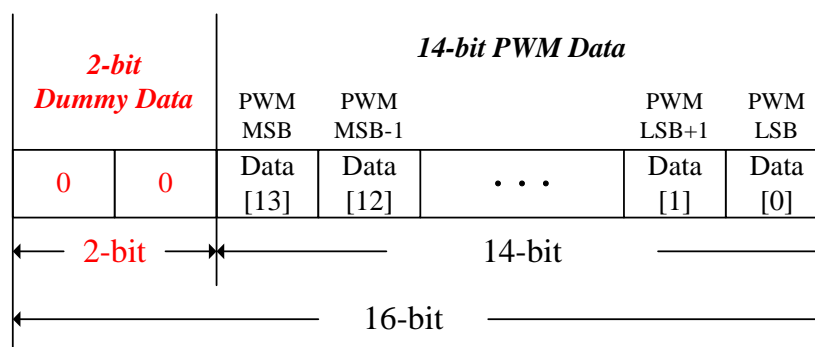 2-bit
Dummy Data
14-bit PWM Data
PWM MSB
PWM MSB-1
PWM LSB+1
PWM LSB
0
0
Data [13]
Data [12]
. . .
Data [1]
Data [0]
2-bit
14-bit
16-bit